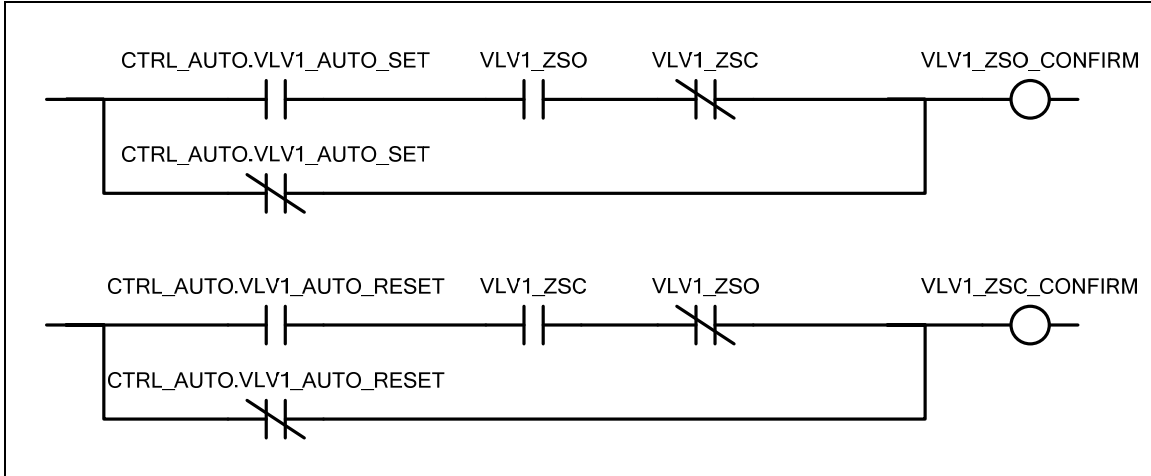 CTRL_AUTO.VLV1_AUTO_SET VLV1_ZSO VLV1_ZSC VLV1_ZSO_CONFIRM
CTRL_AUTO.VLV1_AUTO_SET
CTRL_AUTO.VLV1_AUTO_RESET VLV1_ZSC VLV1_ZSO VLV1_ZSC_CONFIRM
CTRL_AUTO.VLV1_AUTO_RESET